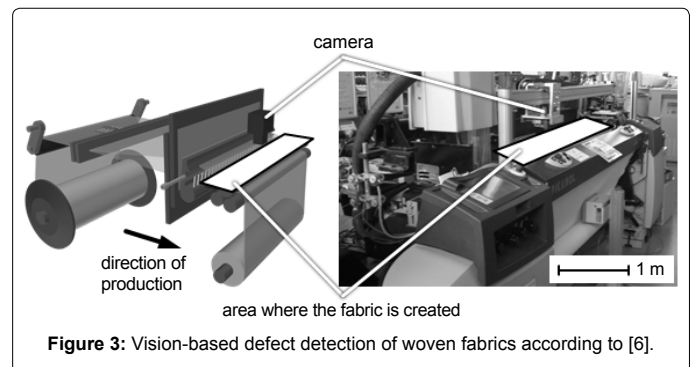 camera
direction of
production
1 m
area where the fabric is created
Figure 3: Vision-based defect detection of woven fabrics according to [6].